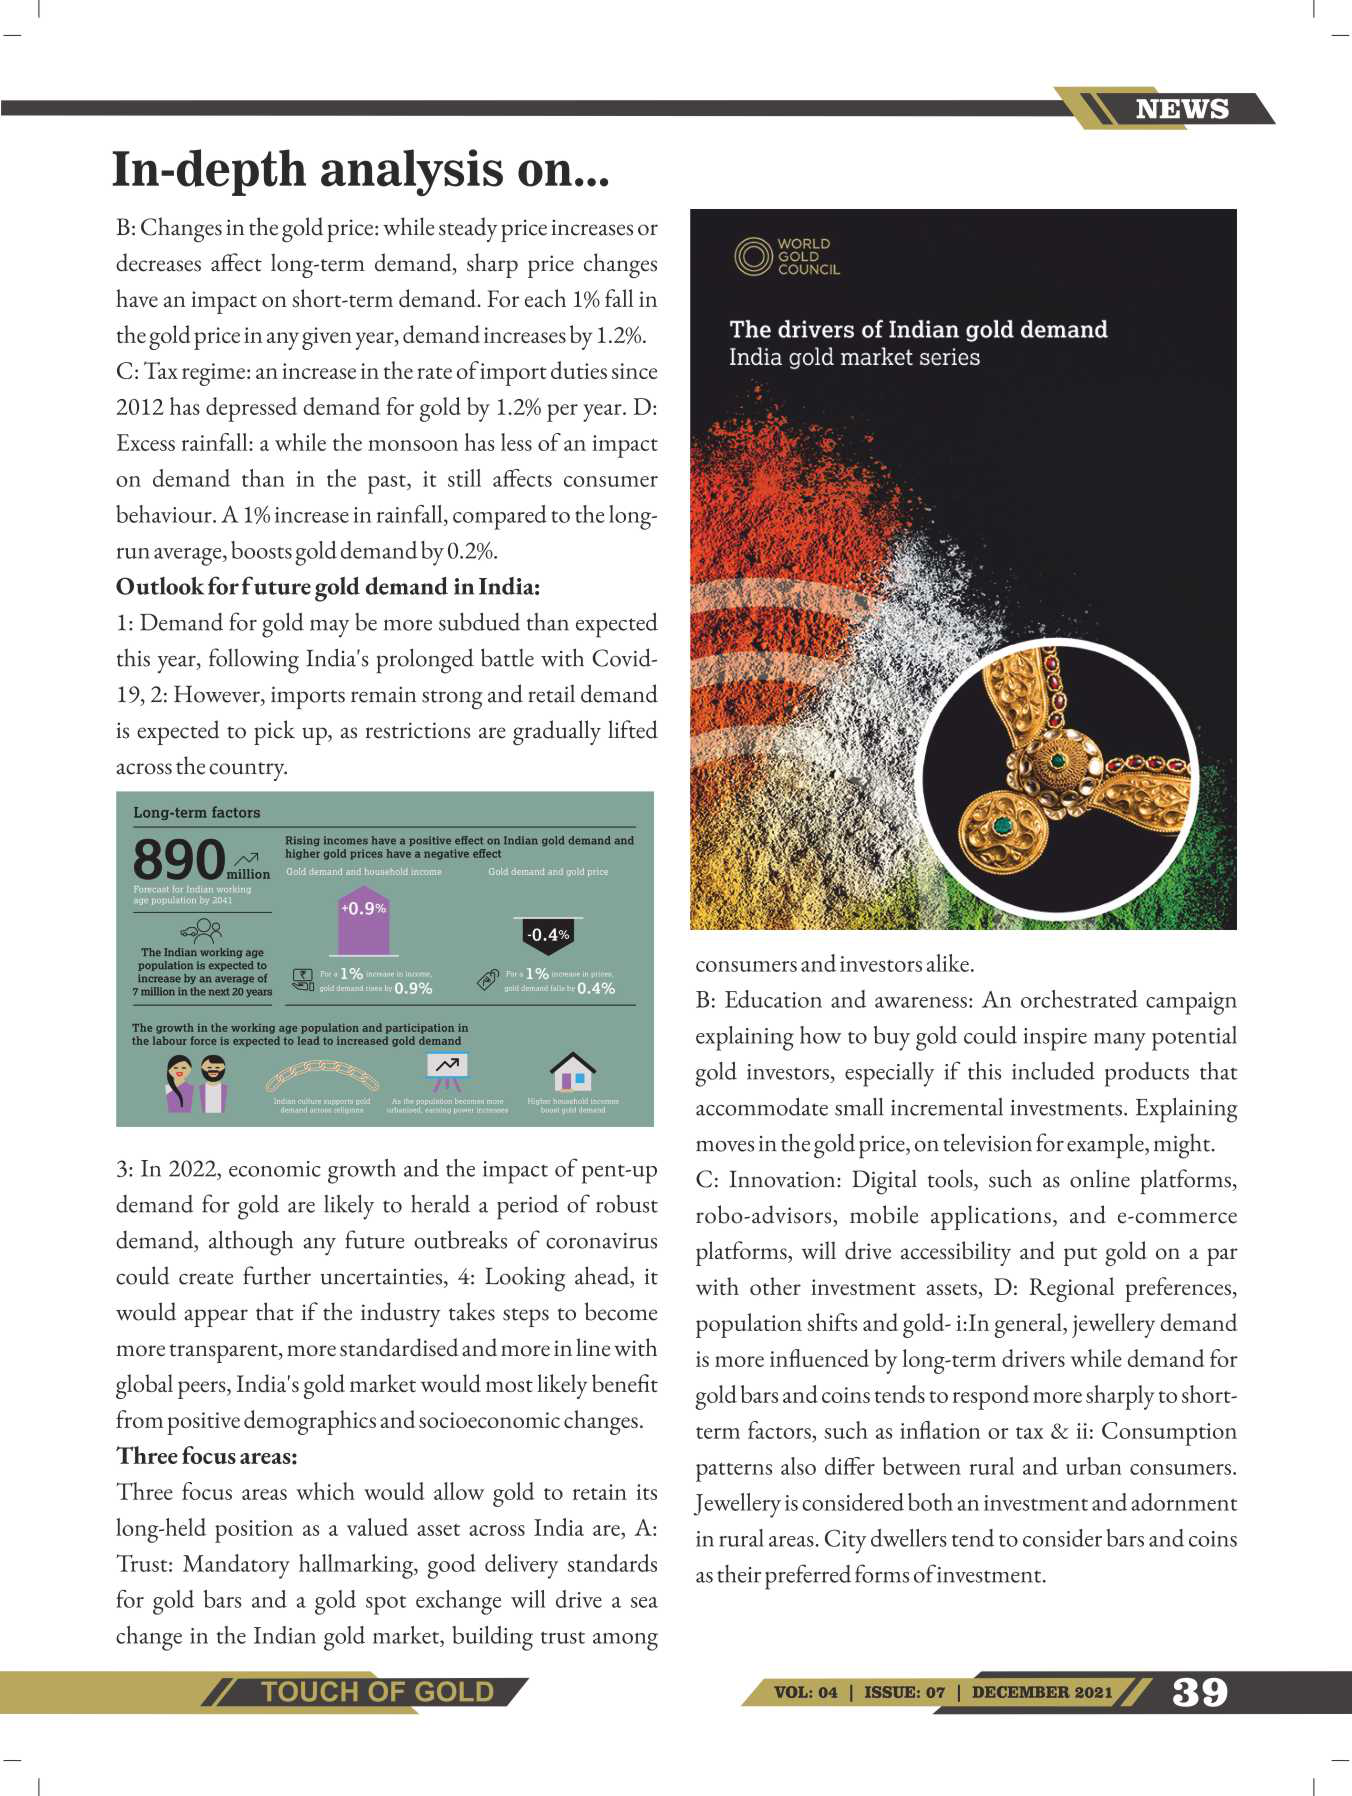 NEWS
In-depth analysis on...
B: Changes in the gold price: while steady price increases or
decreases affect long-term demand, sharp price changes
have an impact on short-term demand. For each 1% fall in
the gold price in any given year, demand increases by 1.2%.
C: Tax regime: an increase in the rate of import duties since
2012 has depressed demand for gold by 1.2% per year. D:
Excess rainfall: a while the monsoon has less of an impact
on demand than in the past, it still affects consumer
behaviour. A 1% increase in rainfall, compared to the long-
run average, boosts gold demand by 0.2%.
Outlook for future gold demand in India:
1: Demand for gold may be more subdued than expected
this year, following India's prolonged battle with Covid-
19, 2: However, imports remain strong and retail demand
is expected to pick up, as restrictions are gradually lifted
across the country.
Long-term factors
890 million
Forecast for Indian working
age population by 2041
The Indian working age
population is expected to
increase by an average of
7 million in the next 20 years
Rising incomes have a positive effect on Indian gold demand and
higher gold prices have a negative effect
Gold demand and household income
+0.9%
For a 1% increase in income,
gold demand rises by 0.9%
Gold demand and gold price
-0.4%
For a 1% increase in prices,
gold demand falls by 0.4%
The growth in the working age population and participation in
the labour force is expected to lead to increased gold demand
Indian culture supports gold
demand across religions
As the population becomes more
urbanised, earning power increases
Higher household incomes
boost gold demand
3: In 2022, economic growth and the impact of pent-up
demand for gold are likely to herald a period of robust
demand, although any future outbreaks of coronavirus
could create further uncertainties, 4: Looking ahead, it
would appear that if the industry takes steps to become
more transparent, more standardised and more in line with
global peers, India's gold market would most likely benefit
from positive demographics and socioeconomic changes.
Three focus areas:
Three focus areas which would allow gold to retain its
long-held position as a valued asset across India are, A:
Trust: Mandatory hallmarking, good delivery standards
for gold bars and a gold spot exchange will drive a sea
change in the Indian gold market, building trust among
WORLD
GOLD
COUNCIL
The drivers of Indian gold demand
India gold market series
consumers and investors alike.
B: Education and awareness: An orchestrated campaign
explaining how to buy gold could inspire many potential
gold investors, especially if this included products that
accommodate small incremental investments. Explaining
moves in the gold price, on television for example, might.
C: Innovation: Digital tools, such as online platforms,
robo-advisors, mobile applications, and e-commerce
platforms, will drive accessibility and put gold on a par
with other investment assets, D: Regional preferences,
population shifts and gold- i:In general, jewellery demand
is more influenced by long-term drivers while demand for
gold bars and coins tends to respond more sharply to short-
term factors, such as inflation or tax & ii: Consumption
patterns also differ between rural and urban consumers.
Jewellery is considered both an investment and adornment
in rural areas. City dwellers tend to consider bars and coins
as their preferred forms of investment.
TOUCH OF GOLD
VOL: 04 | ISSUE: 07 | DECEMBER 2021
39